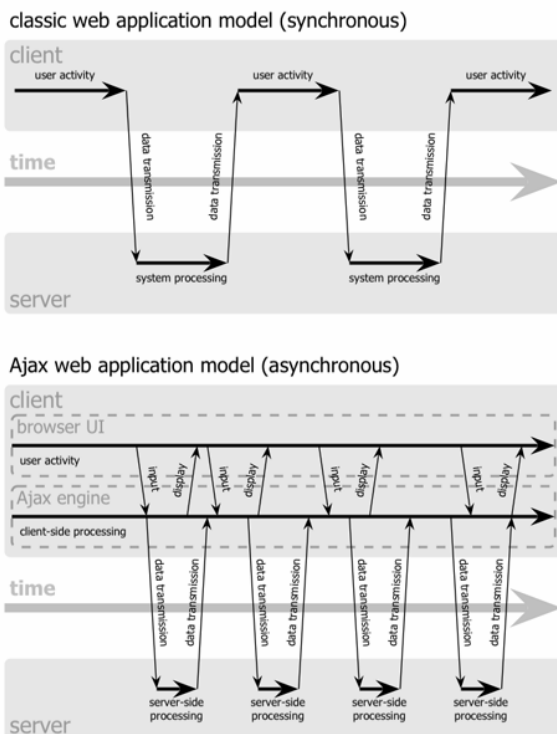 classic web application model (synchronous)
client
user activity
user activity
user activity
data transmission
data transmission
data transmission
data transmission
time
system processing
system processing
server
Ajax web application model (asynchronous)
client
browser UI
user activity
input
display
input
display
input
display
input
display
Ajax engine
client-side processing
data transmission
data transmission
data transmission
data transmission
data transmission
data transmission
data transmission
data transmission
time
server-side
processing
server-side
processing
server-side
processing
server-side
processing
server